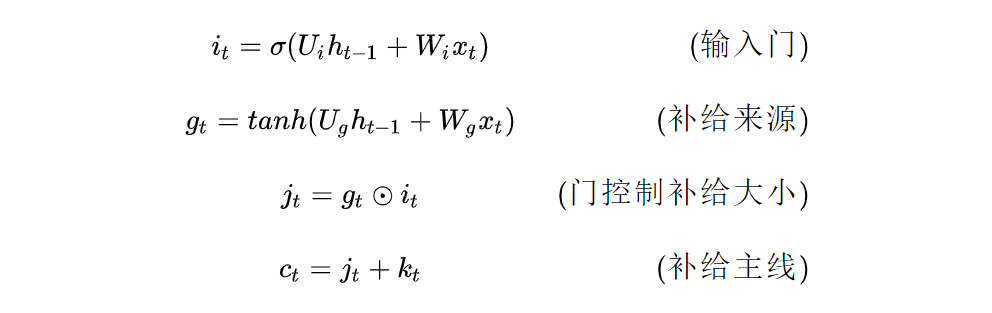 i_t = σ(U_i h_{t−1} + W_i x_t) (输入门)
g_t = tanh(U_g h_{t−1} + W_g x_t) (补给来源)
j_t = g_t ⊙ i_t (门控制补给大小)
c_t = j_t + k_t (补给主线)